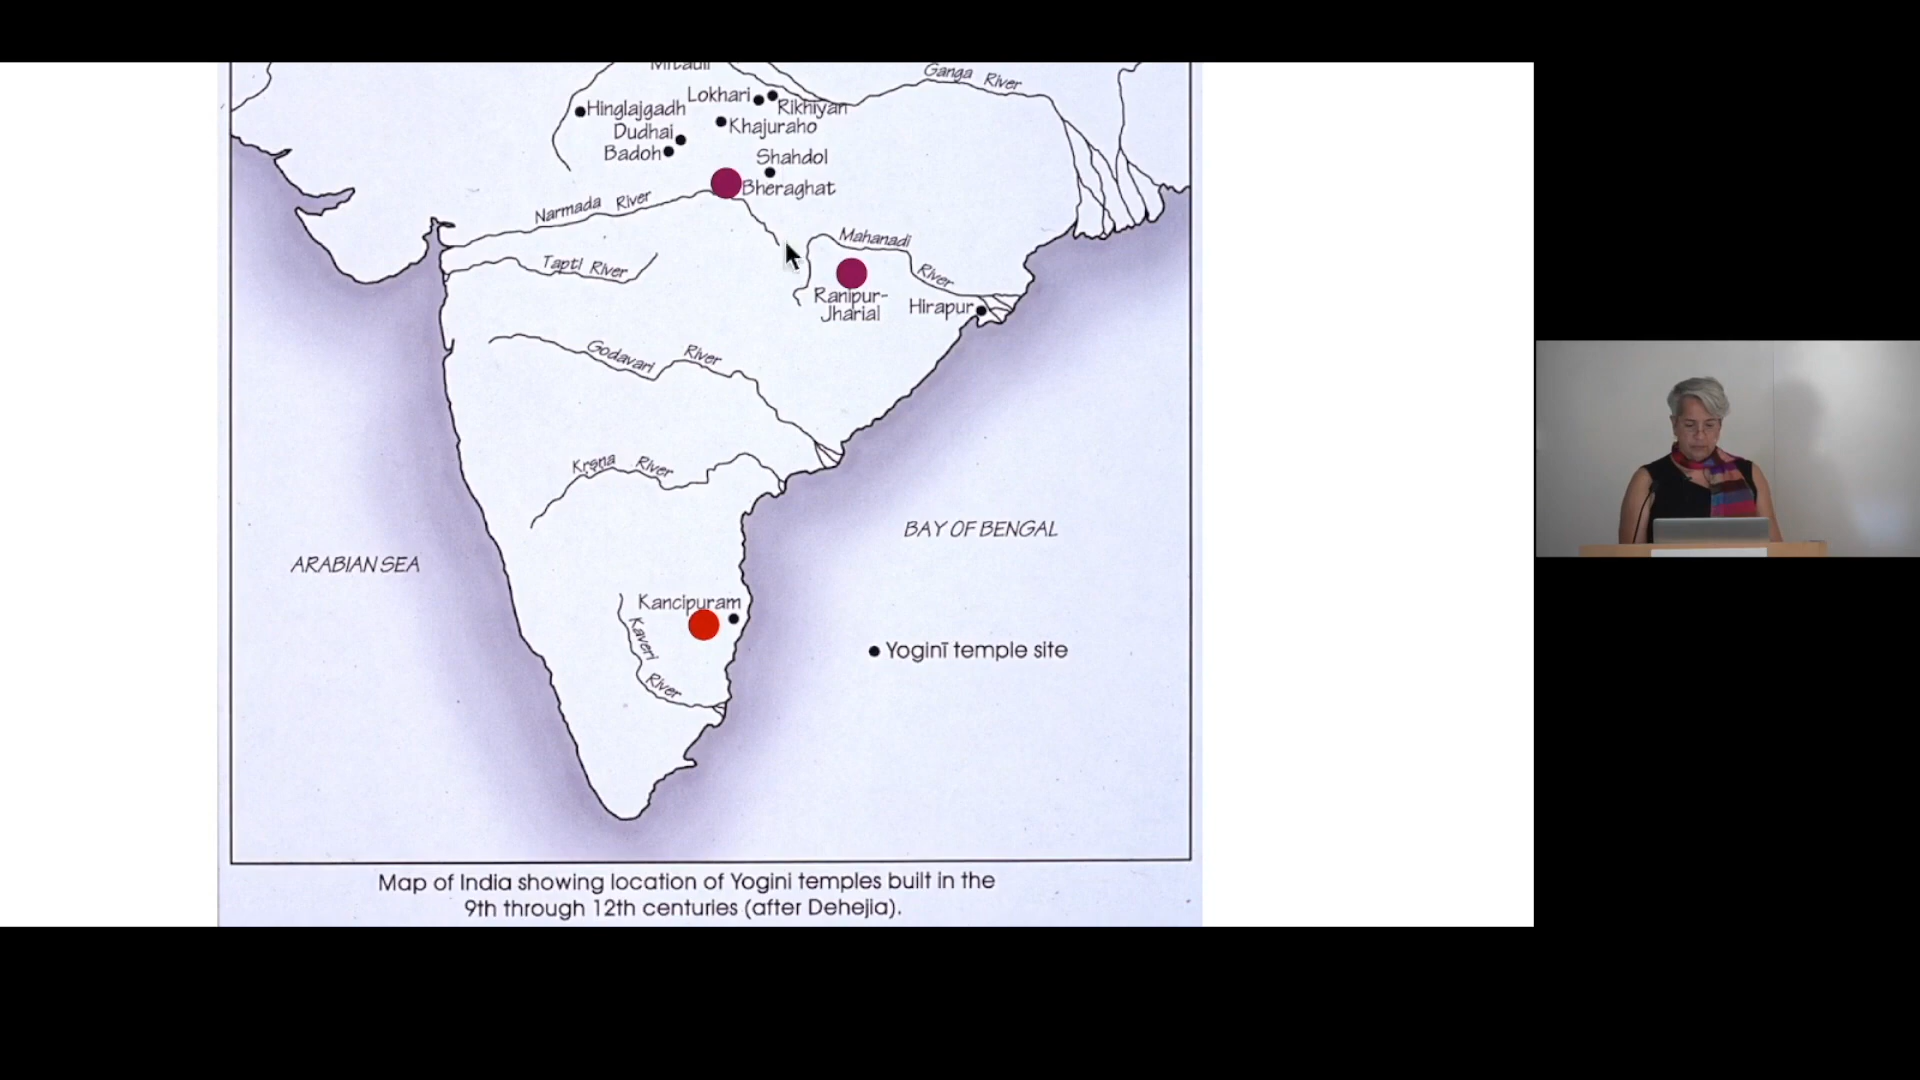 Mitauli
Ganga River
Lokhari
Hinglajgadh
Rikhiyan
Dudhai
Khajuraho
Badoh
Shahdol
Bheraghat
Narmada River
Mahanadi
River
Tapti River
Ranipur-
Jharial
Hirapur
Godavari River
Kṛṣṇa River
BAY OF BENGAL
ARABIAN SEA
Kancipuram
Kaveri
River
Yoginī temple site
Map of India showing location of Yogini temples built in the
9th through 12th centuries (after Dehejia).